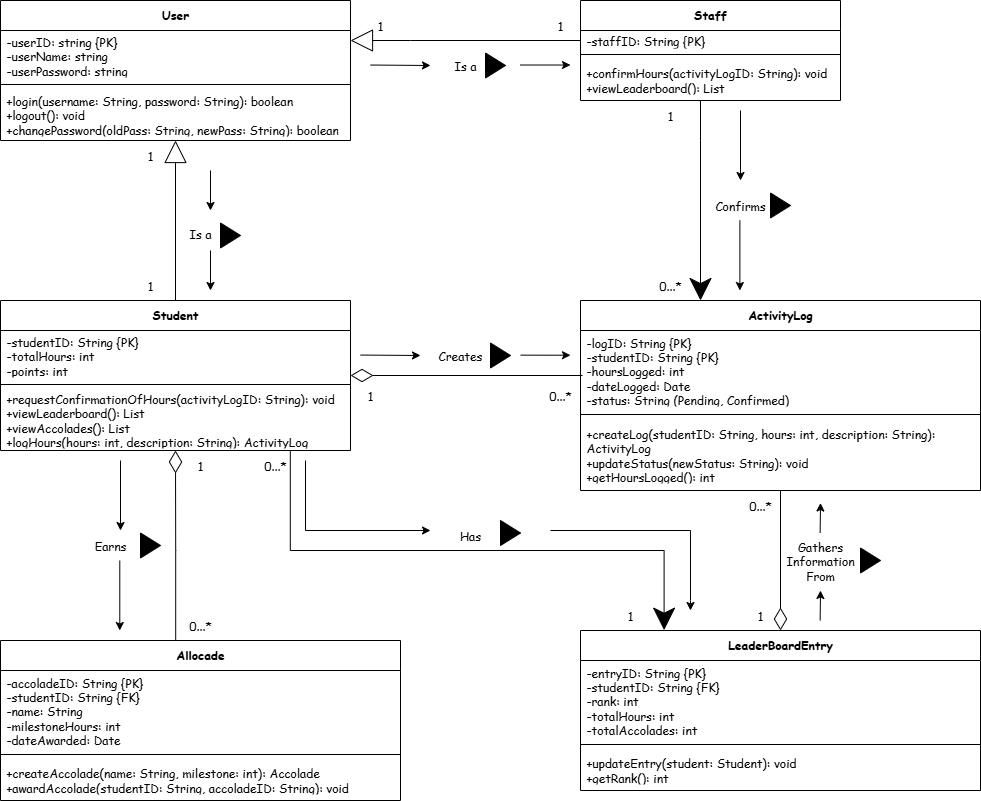 User
-userID: string {PK}
-userName: string
-userPassword: string
+login(username: String, password: String): boolean
+logout(): void
+changePassword(oldPass: String, newPass: String): boolean
1
1
Is a
Staff
-staffID: String {PK}
+confirmHours(activityLogID: String): void
+viewLeaderboard(): List
1
Is a
1
1
Confirms
0...*
Student
-studentID: String {PK}
-totalHours: int
-points: int
+requestConfirmationOfHours(activityLogID: String): void
+viewLeaderboard(): List
+viewAccolades(): List
+logHours(hours: int, description: String): ActivityLog
Creates
1
0...*
ActivityLog
-logID: String {PK}
-studentID: String {PK}
-hoursLogged: int
-dateLogged: Date
-status: String (Pending, Confirmed)
+createLog(studentID: String, hours: int, description: String):
ActivityLog
+updateStatus(newStatus: String): void
+getHoursLogged(): int
1
0...*
Earns
0...*
Has
1
0...*
Gathers
Information
From
1
Allocade
-accoladeID: String {PK}
-studentID: String {FK}
-name: String
-milestoneHours: int
-dateAwarded: Date
+createAccolade(name: String, milestone: int): Accolade
+awardAccolade(studentID: String, accoladeID: String): void
LeaderBoardEntry
-entryID: String {PK}
-studentID: String {FK}
-rank: int
-totalHours: int
-totalAccolades: int
+updateEntry(student: Student): void
+getRank(): int